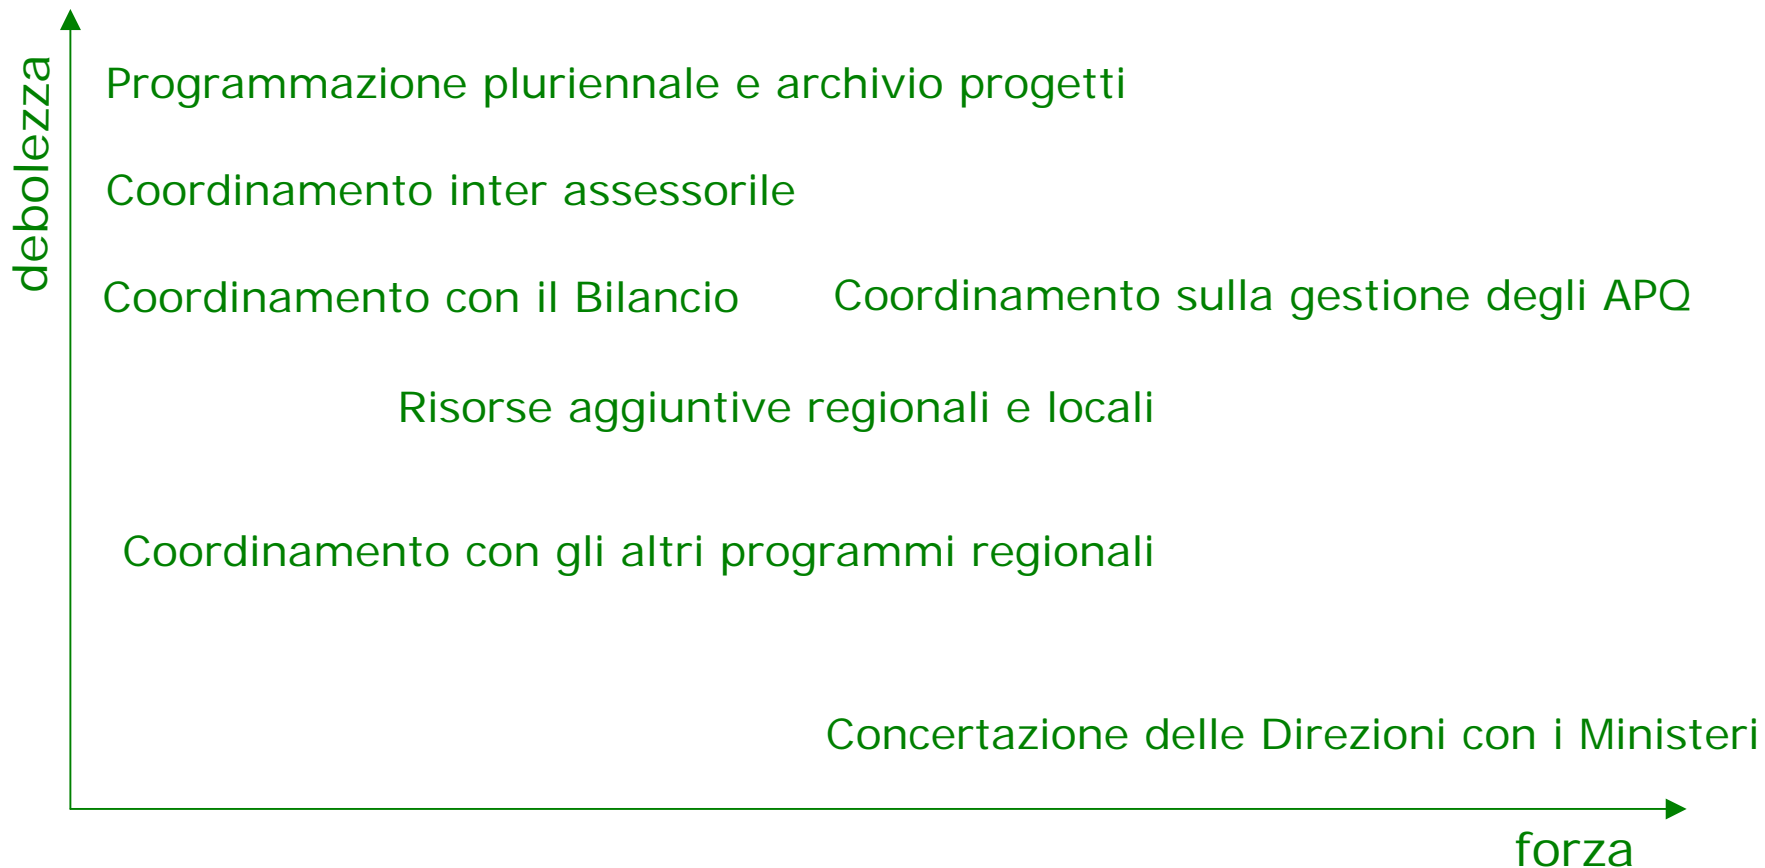 debolezza
Programmazione pluriennale e archivio progetti
Coordinamento inter assessorile
Coordinamento con il Bilancio
Coordinamento sulla gestione degli APQ
Risorse aggiuntive regionali e locali
Coordinamento con gli altri programmi regionali
Concertazione delle Direzioni con i Ministeri
forza